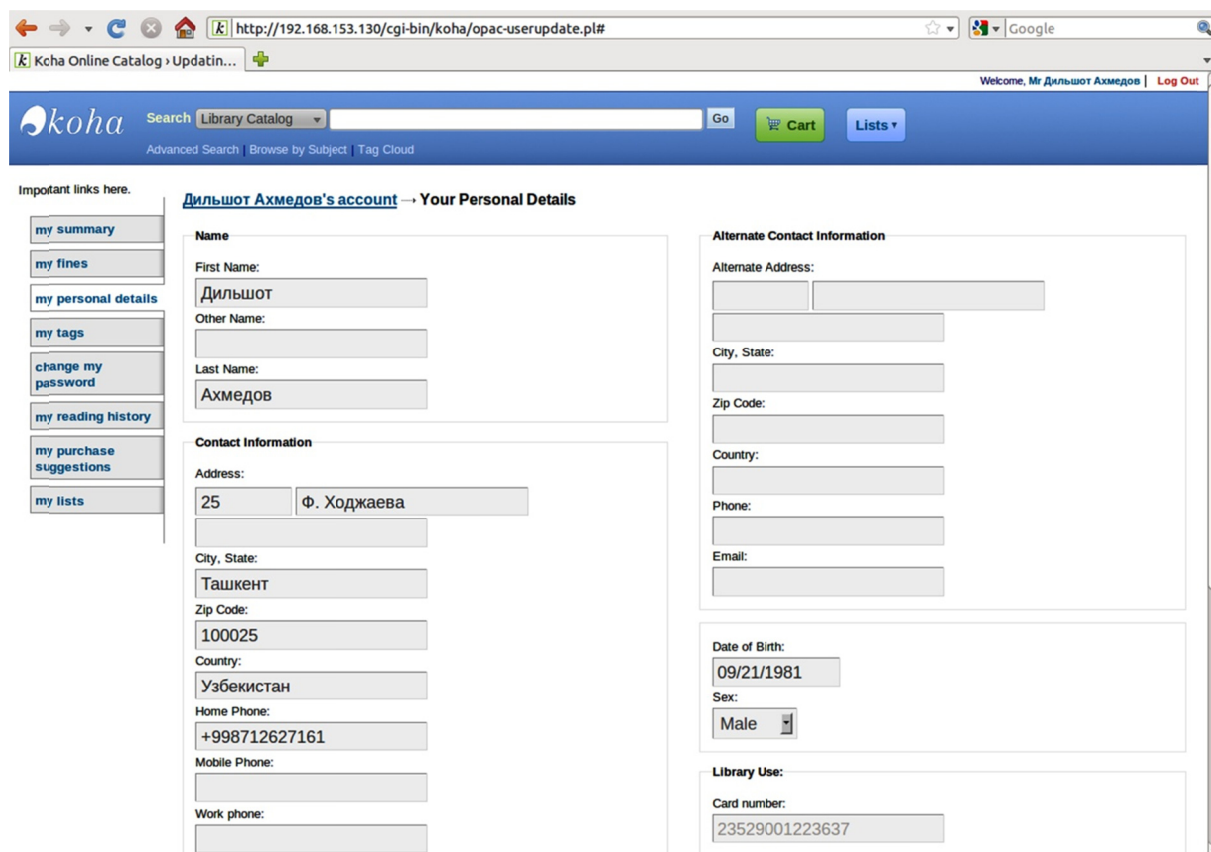 http://192.168.153.130/cgi-bin/koha/opac-userupdate.pl#
Google
Kcha Online Catalog › Updatin...
Welcome, Mr Дильшот Ахмедов | Log Out
koha
Search Library Catalog Go Cart Lists
Advanced Search | Browse by Subject | Tag Cloud
Important links here.
my summary
my fines
my personal details
my tags
change my
password
my reading history
my purchase
suggestions
my lists
Дильшот Ахмедов's account → Your Personal Details
Name
First Name:
Дильшот
Other Name:
Last Name:
Ахмедов
Contact Information
Address:
25 Ф. Ходжаева
City, State:
Ташкент
Zip Code:
100025
Country:
Узбекистан
Home Phone:
+998712627161
Mobile Phone:
Work phone:
Alternate Contact Information
Alternate Address:
City, State:
Zip Code:
Country:
Phone:
Email:
Date of Birth:
09/21/1981
Sex:
Male
Library Use:
Card number:
23529001223637